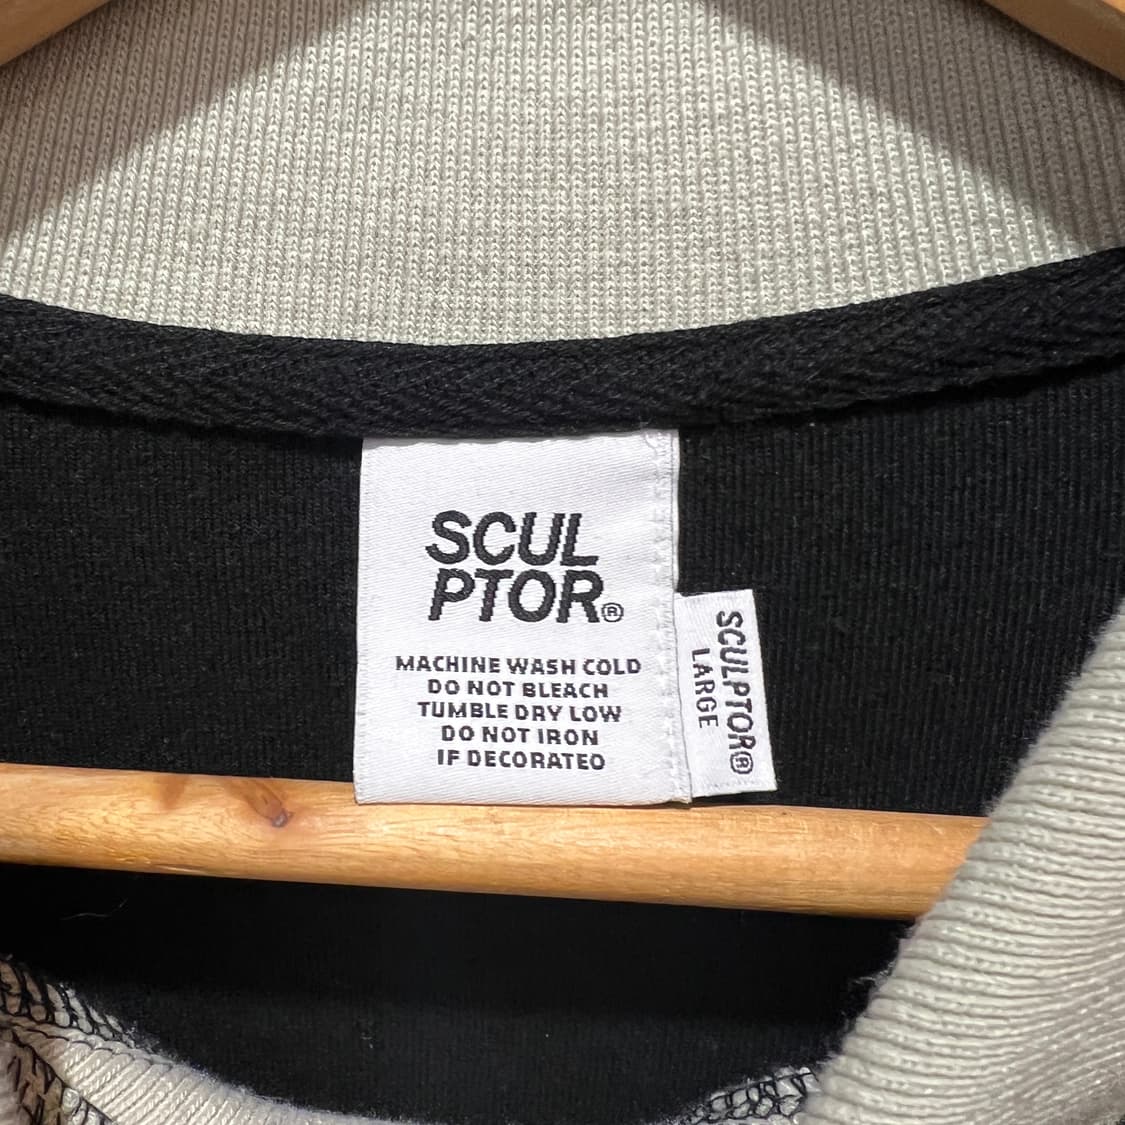 SCUL
PTOR®
MACHINE WASH COLD
DO NOT BLEACH
TUMBLE DRY LOW
DO NOT IRON
IF DECORATED
SCULPTOR®
LARGE